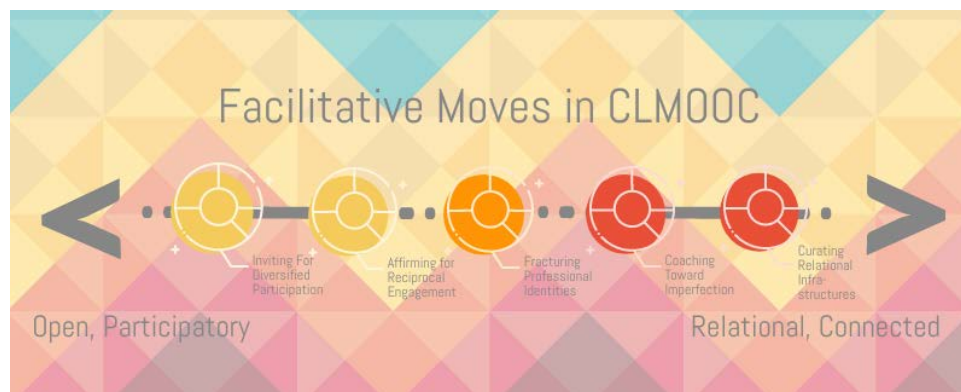 Facilitative Moves in CLMOOC
Inviting For
Diversified
Participation
Affirming for
Reciprocal
Engagement
Fracturing
Professional
Identities
Coaching
Toward
Imperfection
Curating
Relational
Infra-
structures
Open, Participatory
Relational, Connected